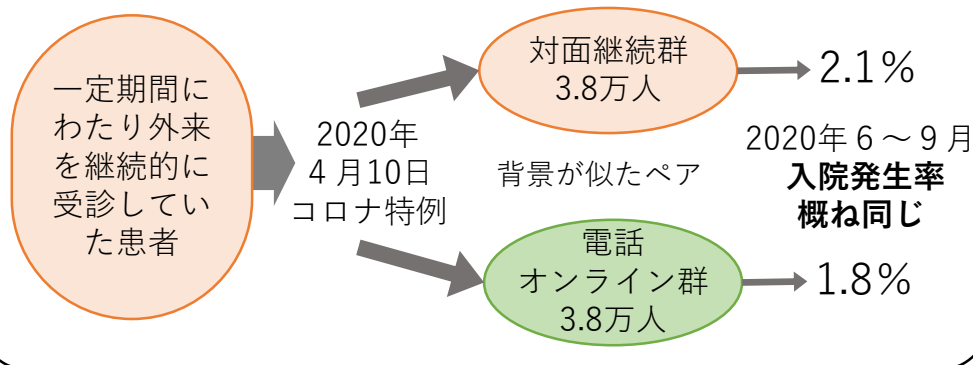 一定期間に
わたり外来
を継続的に
受診してい
た患者
2020年
４月10日
コロナ特例
対面継続群
3.8万人
背景が似たペア
電話
オンライン群
3.8万人
2.1%
2020年６～９月
入院発生率
概ね同じ
1.8%